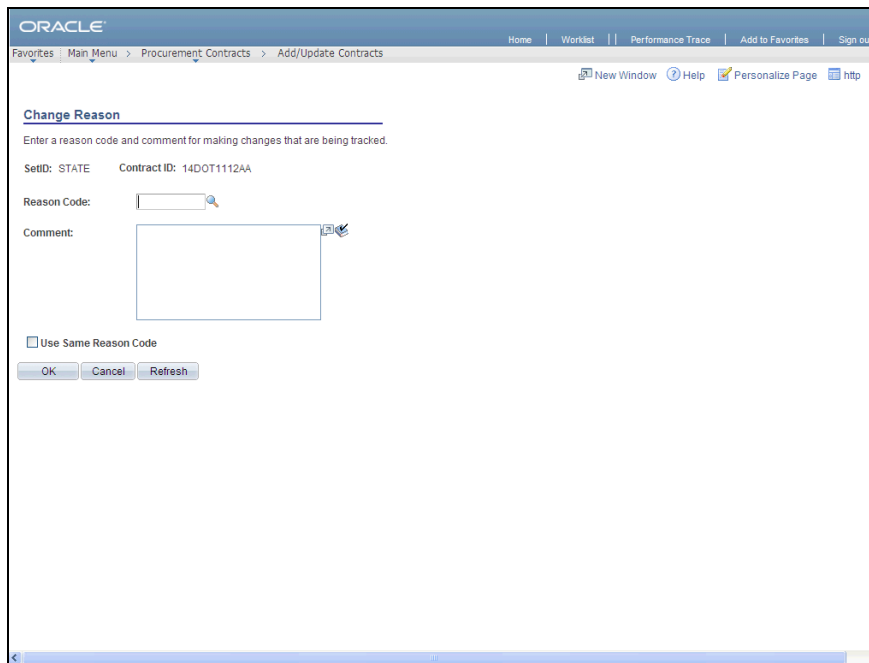 ORACLE
Home | Worklist | | Performance Trace | Add to Favorites | Sign ou
Favorites Main Menu > Procurement Contracts > Add/Update Contracts
New Window Help Personalize Page http
Change Reason
Enter a reason code and comment for making changes that are being tracked.
SetID: STATE Contract ID: 14DOT1112AA
Reason Code:
Comment:
Use Same Reason Code
OK Cancel Refresh